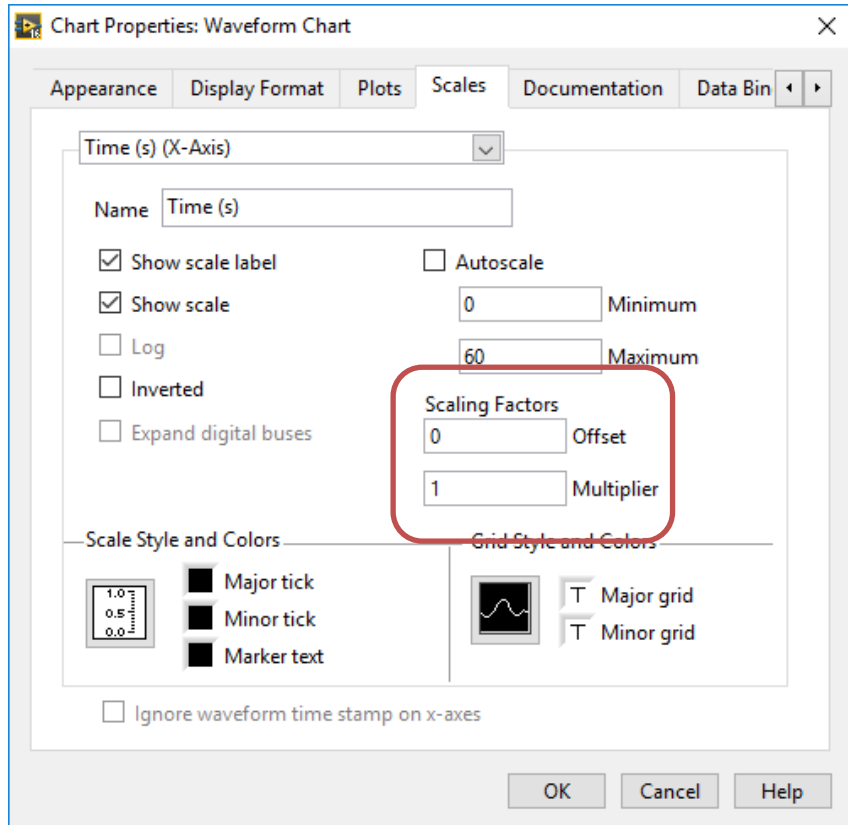 Chart Properties: Waveform Chart
Appearance Display Format Plots Scales Documentation Data Bin
Time (s) (X-Axis)
Name Time (s)
Show scale label Autoscale
Show scale 0 Minimum
Log 60 Maximum
Inverted Scaling Factors
Expand digital buses 0 Offset
1 Multiplier
Scale Style and Colors Grid Style and Colors
1.0 Major tick T Major grid
0.5 Minor tick T Minor grid
0.0 Marker text
Ignore waveform time stamp on x-axes
OK Cancel Help